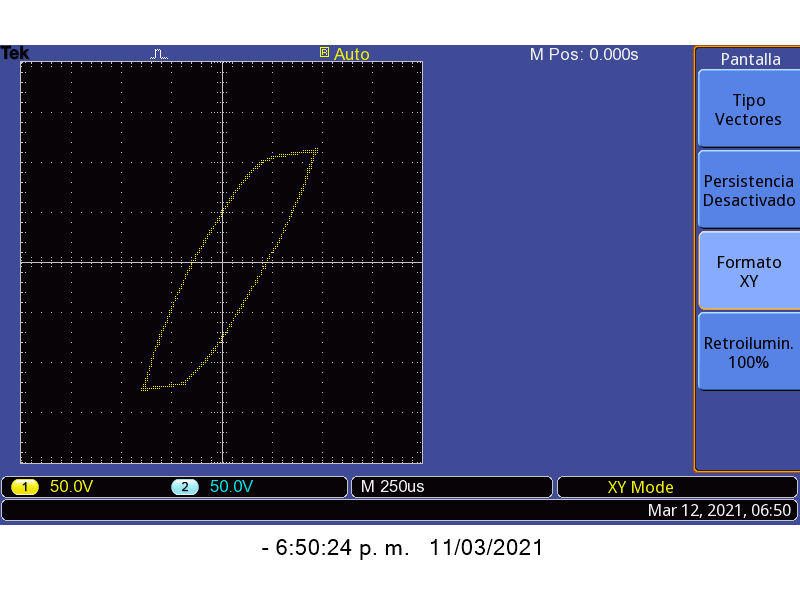 Tek
R Auto
M Pos: 0.000s
Pantalla
Tipo
Vectores
Persistencia
Desactivado
Formato
XY
Retroilumin.
100%
1 50.0V
2 50.0V
M 250us
XY Mode
Mar 12, 2021, 06:50
- 6:50:24 p. m. 11/03/2021